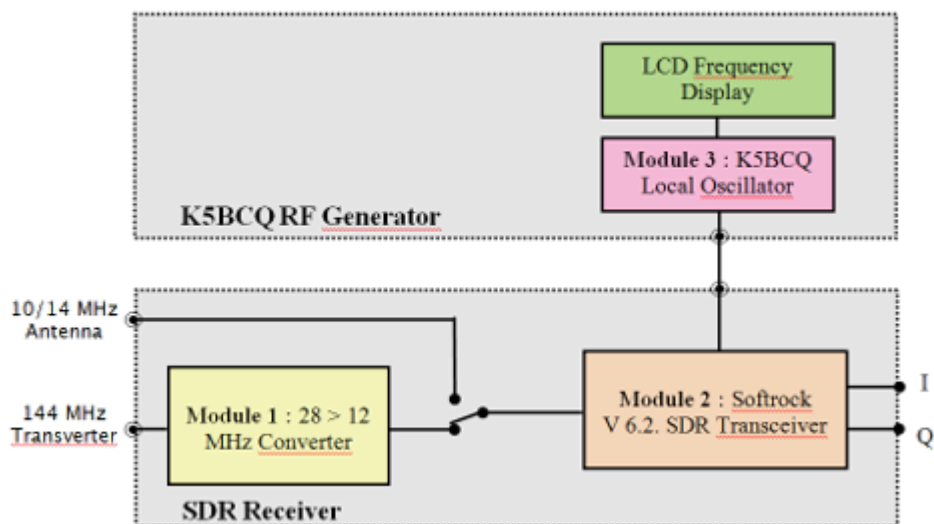 LCD Frequency
Display
Module 3 : K5BCQ
Local Oscillator
K5BCQ RF Generator
10/14 MHz
Antenna
144 MHz
Transverter
Module 1 : 28 > 12
MHz Converter
Module 2 : Softrock
V 6.2. SDR Transceiver
I
Q
SDR Receiver